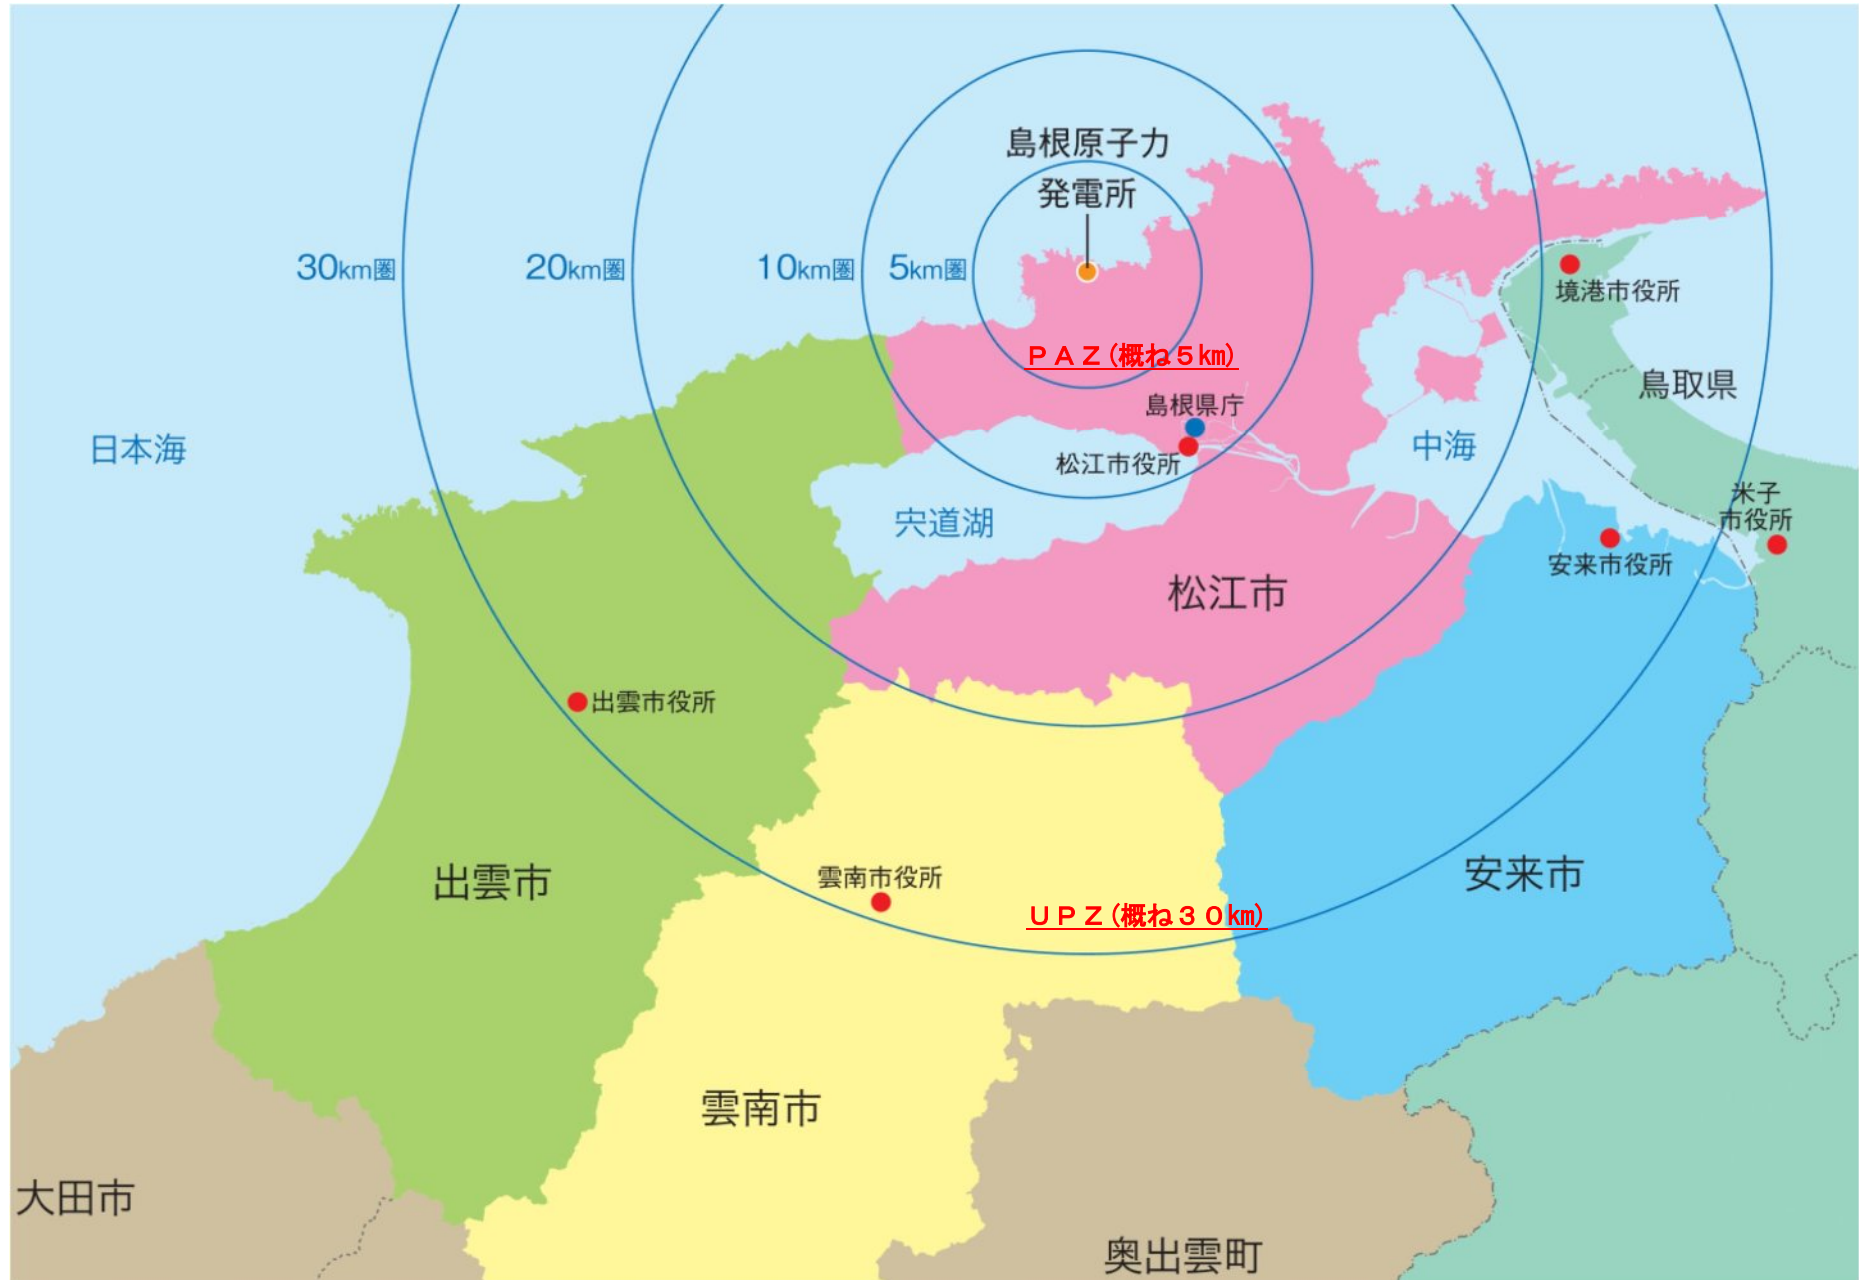 島根原子力
発電所
30km圏
20km圏
10km圏
5km圏
境港市役所
PAZ(概ね5㎞)
鳥取県
島根県庁
日本海
中海
松江市役所
米子
市役所
宍道湖
安来市役所
松江市
出雲市役所
出雲市
雲南市役所
安来市
UPZ(概ね30㎞)
雲南市
大田市
奥出雲町